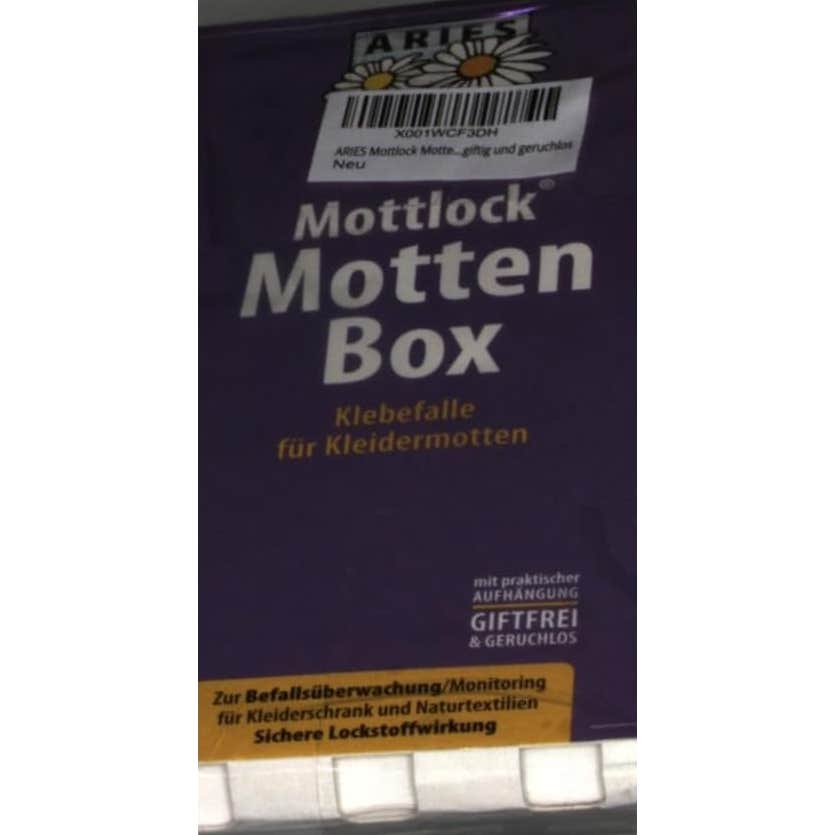 ARIES
X001WCF3DH
ARIES Mottlock Motte...giftig und geruchlos
Neu
Mottlock®
Motten
Box
Klebefalle
für Kleidermotten
mit praktischer
AUFHÄNGUNG
GIFTFREI
& GERUCHLOS
Zur Befallsüberwachung/Monitoring
für Kleiderschrank und Naturtextilien
Sichere Lockstoffwirkung